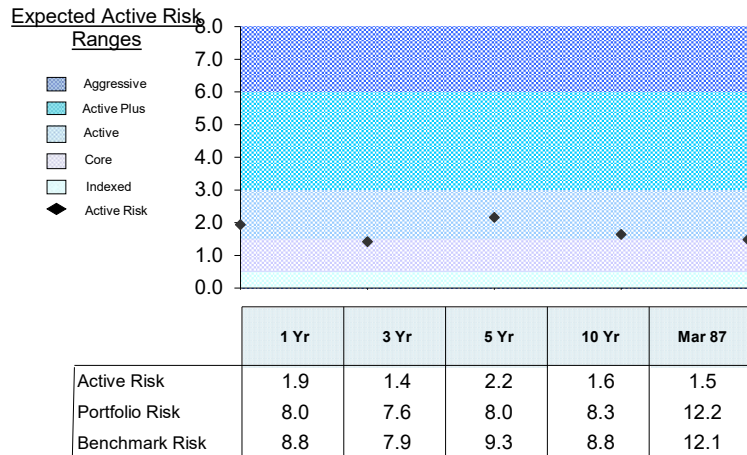 Expected Active Risk
Ranges
Aggressive
Active Plus
Active
Core
Indexed
Active Risk
8.0
7.0
6.0
5.0
4.0
3.0
2.0
1.0
0.0
1 Yr 3 Yr 5 Yr 10 Yr Mar 87
Active Risk 1.9 1.4 2.2 1.6 1.5
Portfolio Risk 8.0 7.6 8.0 8.3 12.2
Benchmark Risk 8.8 7.9 9.3 8.8 12.1